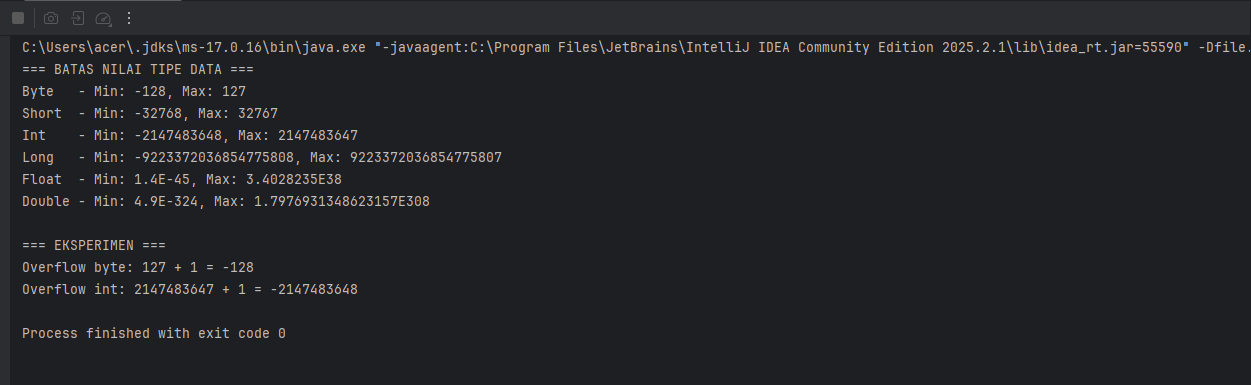 C:\Users\acer\.jdks\ms-17.0.16\bin\java.exe "-javaagent:C:\Program Files\JetBrains\IntelliJ IDEA Community Edition 2025.2.1\lib\idea_rt.jar=55590" -Dfile.
=== BATAS NILAI TIPE DATA ===
Byte   - Min: -128, Max: 127
Short  - Min: -32768, Max: 32767
Int    - Min: -2147483648, Max: 2147483647
Long   - Min: -9223372036854775808, Max: 9223372036854775807
Float  - Min: 1.4E-45, Max: 3.4028235E38
Double - Min: 4.9E-324, Max: 1.7976931348623157E308
=== EKSPERIMEN ===
Overflow byte: 127 + 1 = -128
Overflow int: 2147483647 + 1 = -2147483648
Process finished with exit code 0